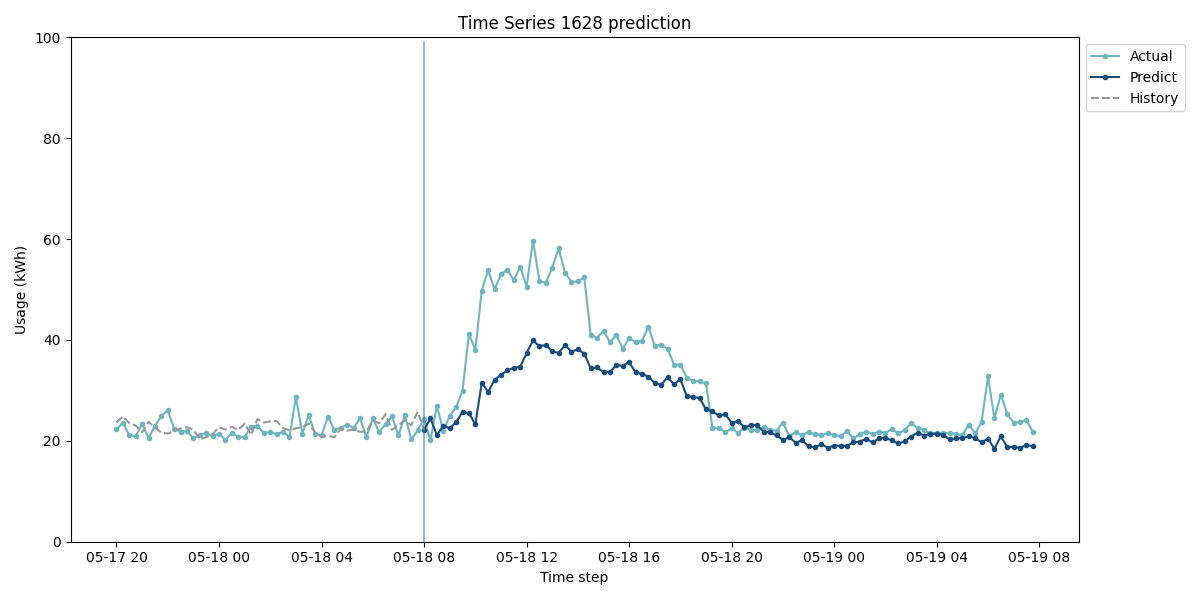 Time Series 1628 prediction
100
80
60
40
20
0
Usage (kWh)
05-17 20
05-18 00
05-18 04
05-18 08
05-18 12
05-18 16
05-18 20
05-19 00
05-19 04
05-19 08
Time step
Actual
Predict
History